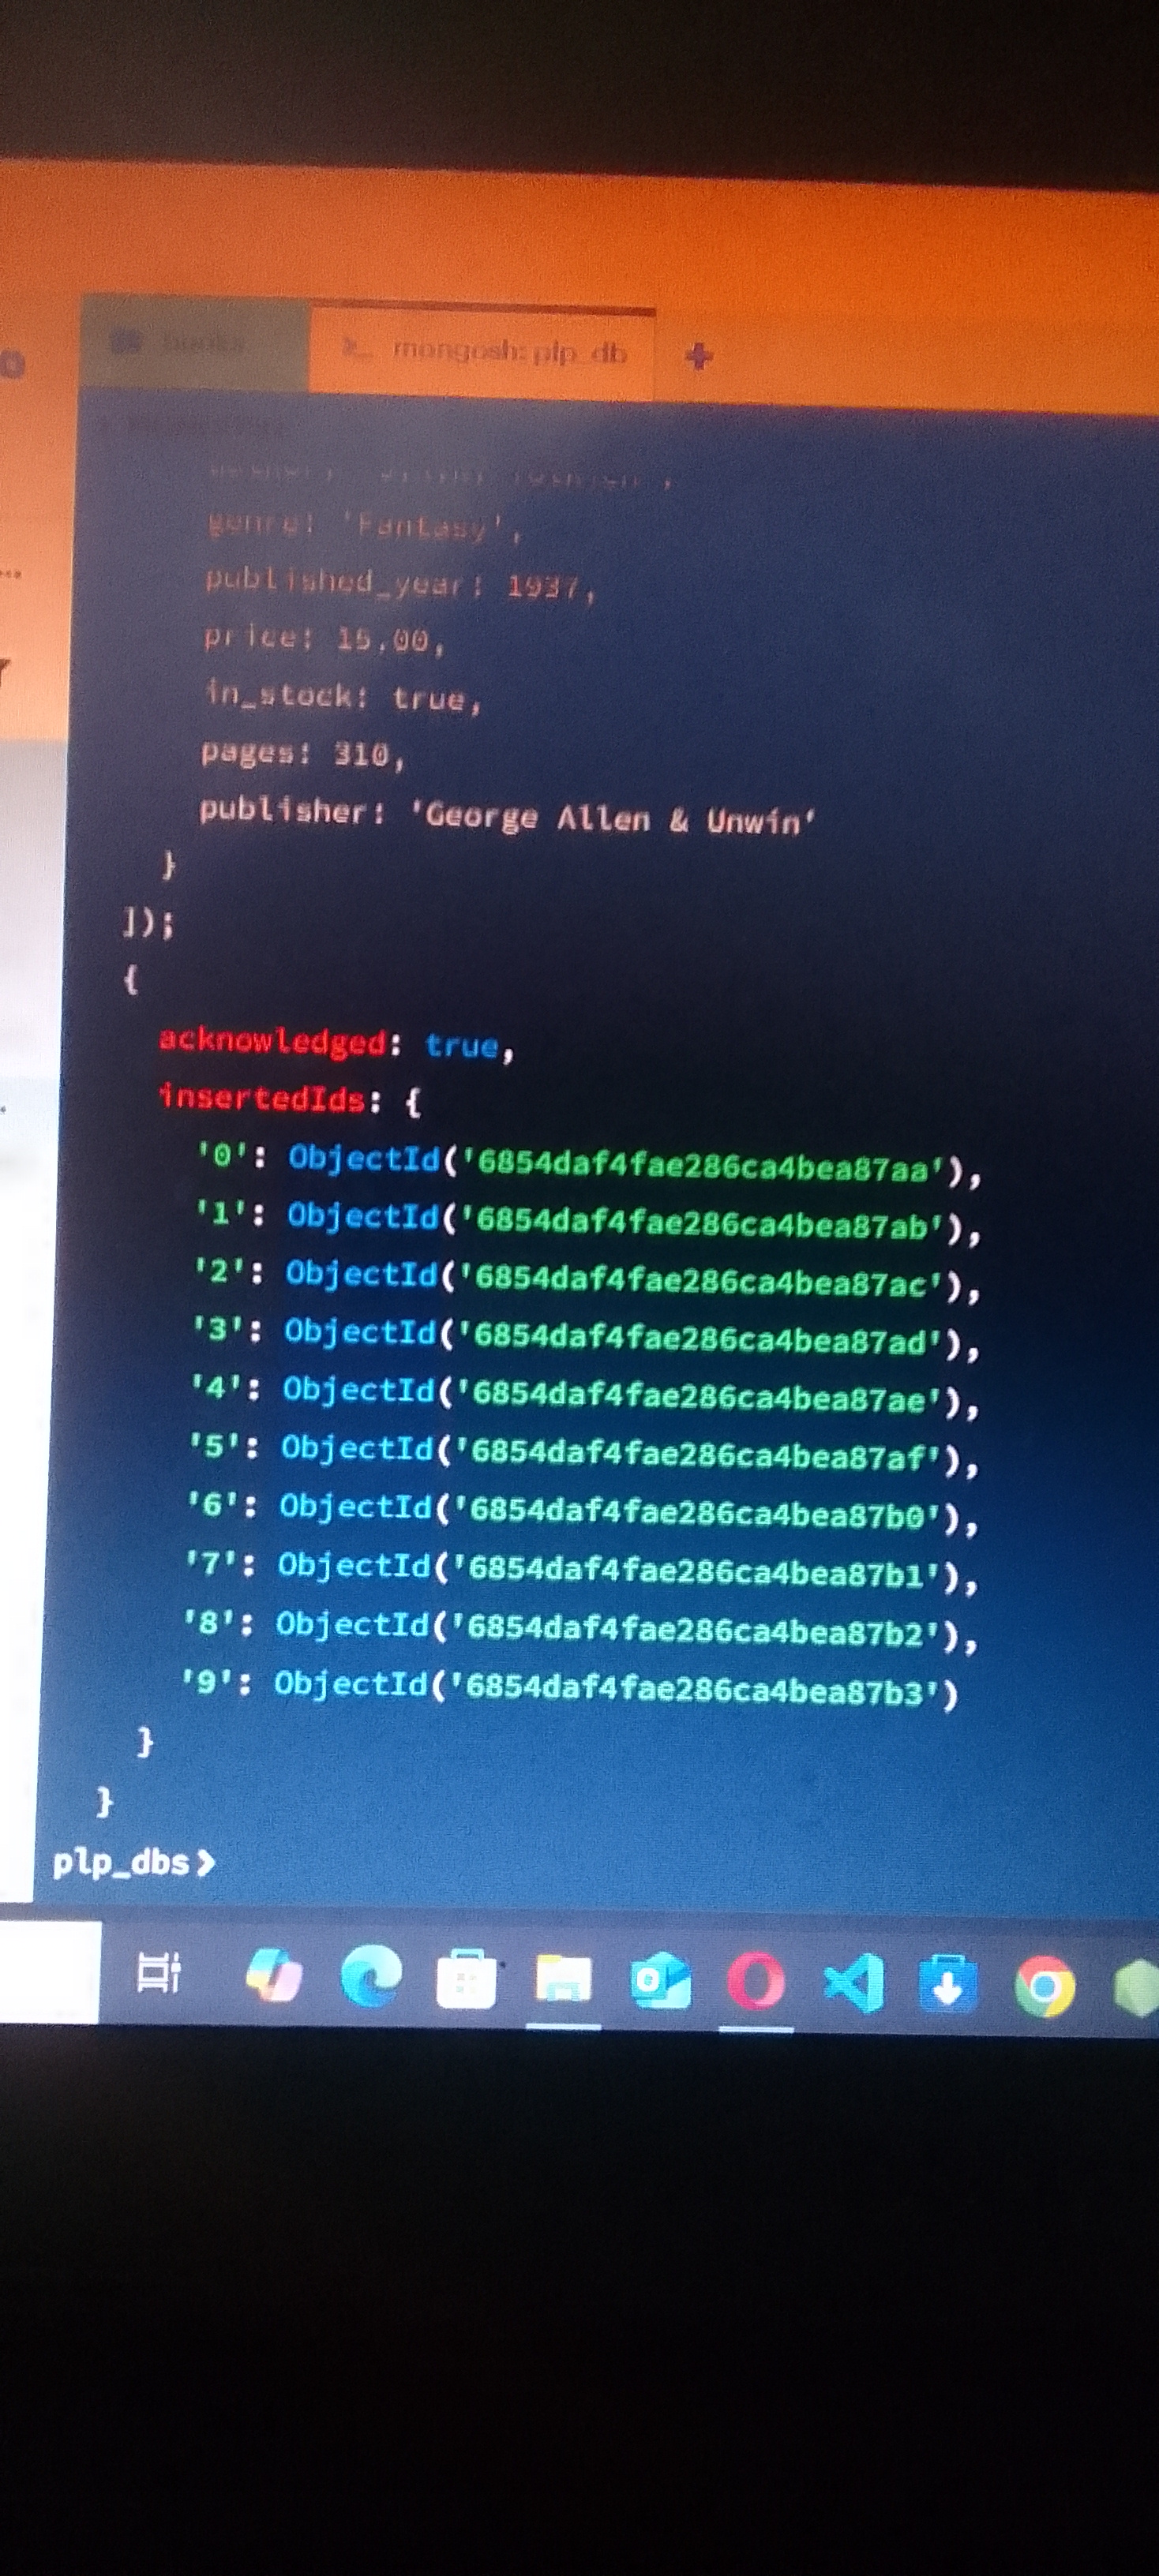 books
mongosh: plp_db
genre: 'Fantasy',
published_year: 1937,
price: 15.00,
in_stock: true,
pages: 310,
publisher: 'George Allen & Unwin'
}
]);
{
acknowledged: true,
insertedIds: {
'0': ObjectId('6854daf4fae286ca4bea87aa'),
'1': ObjectId('6854daf4fae286ca4bea87ab'),
'2': ObjectId('6854daf4fae286ca4bea87ac'),
'3': ObjectId('6854daf4fae286ca4bea87ad'),
'4': ObjectId('6854daf4fae286ca4bea87ae'),
'5': ObjectId('6854daf4fae286ca4bea87af'),
'6': ObjectId('6854daf4fae286ca4bea87b0'),
'7': ObjectId('6854daf4fae286ca4bea87b1'),
'8': ObjectId('6854daf4fae286ca4bea87b2'),
'9': ObjectId('6854daf4fae286ca4bea87b3')
}
}
plp_dbs>